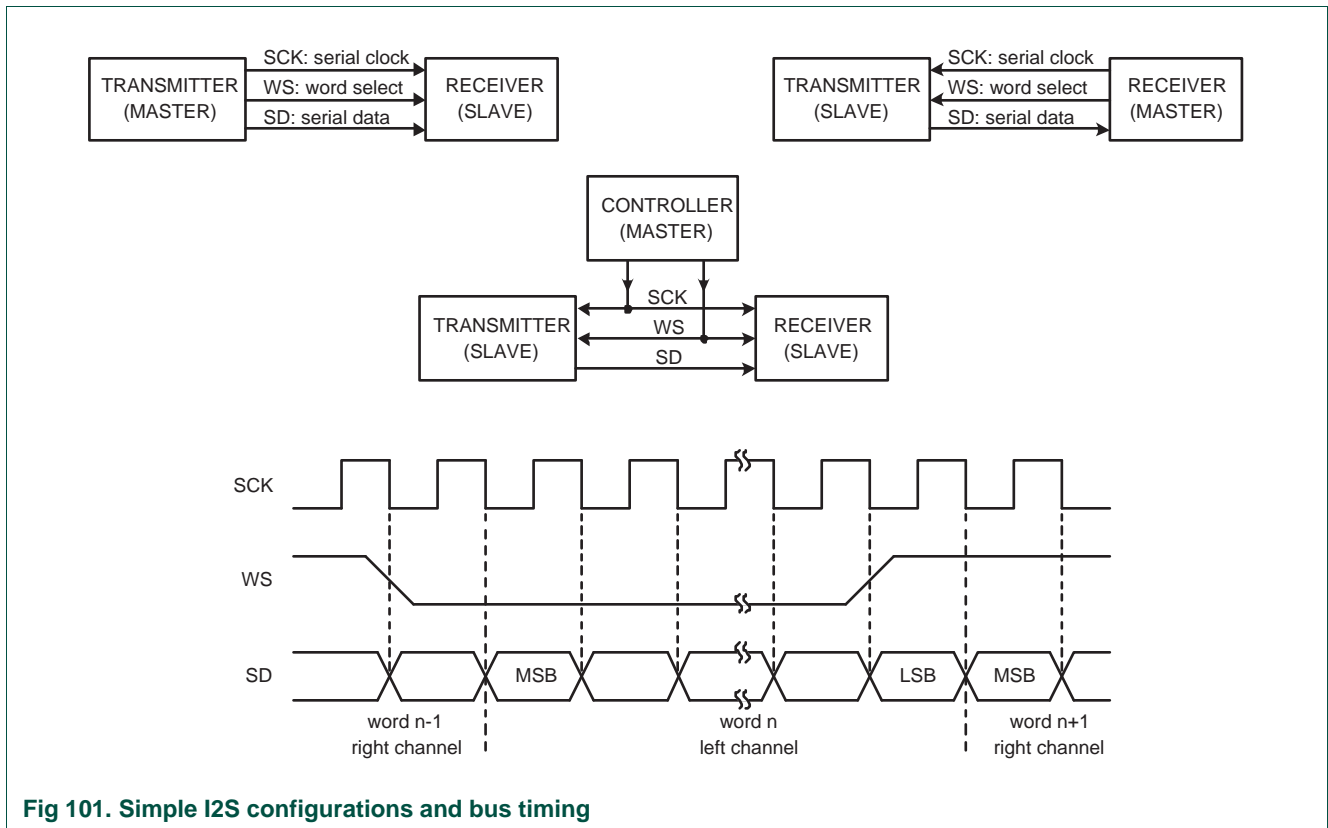 TRANSMITTER
(MASTER)
SCK: serial clock
WS: word select
SD: serial data
RECEIVER
(SLAVE)
TRANSMITTER
(SLAVE)
SCK: serial clock
WS: word select
SD: serial data
RECEIVER
(MASTER)
CONTROLLER
(MASTER)
TRANSMITTER
(SLAVE)
SCK
WS
SD
RECEIVER
(SLAVE)
SCK
WS
SD
MSB
LSB
MSB
word n-1
right channel
word n
left channel
word n+1
right channel
Fig 101. Simple I2S configurations and bus timing